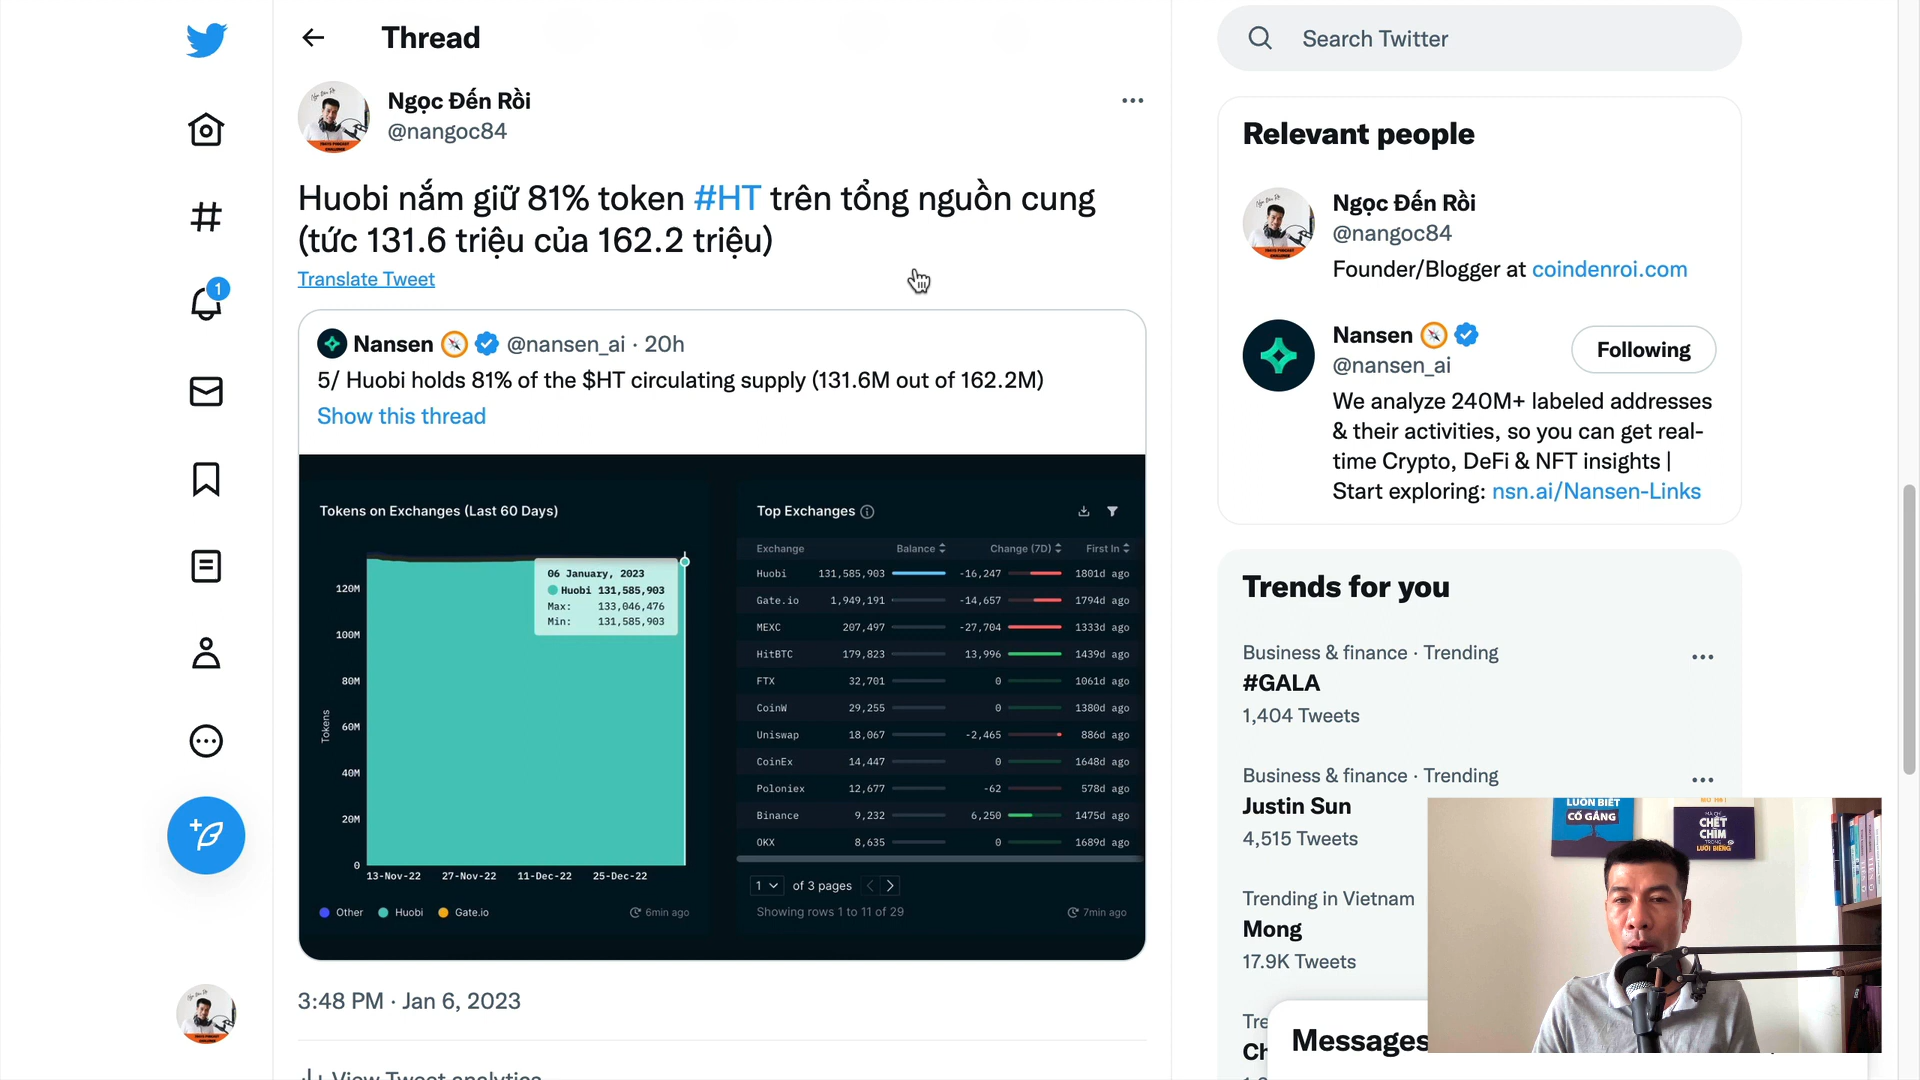 Thread
Ngọc Đến Rồi
@nangoc84
Huobi nắm giữ 81% token #HT trên tổng nguồn cung
(tức 131.6 triệu của 162.2 triệu)
Translate Tweet
Nansen @nansen_ai · 20h
5/ Huobi holds 81% of the $HT circulating supply (131.6M out of 162.2M)
Show this thread
Tokens on Exchanges (Last 60 Days)
120M
100M
80M
60M
40M
20M
0
Tokens
06 January, 2023
Huobi 131,585,903
Max: 133,046,476
Min: 131,585,903
13-Nov-22 27-Nov-22 11-Dec-22 25-Dec-22
Other Huobi Gate.io
6min ago
Top Exchanges
Exchange Balance Change (7D) First In
Huobi 131,585,903 -16,247 1801d ago
Gate.io 1,949,191 -14,657 1794d ago
MEXC 207,497 -27,704 1333d ago
HitBTC 179,823 13,996 1439d ago
FTX 32,701 0 1061d ago
CoinW 29,255 0 1380d ago
Uniswap 18,067 -2,465 886d ago
CoinEx 14,447 0 1648d ago
Poloniex 12,677 -62 578d ago
Binance 9,232 6,250 1475d ago
OKX 8,635 0 1689d ago
1 of 3 pages
Showing rows 1 to 11 of 29
7min ago
3:48 PM · Jan 6, 2023
View Tweet analytics
1
Search Twitter
Relevant people
Ngọc Đến Rồi
@nangoc84
Founder/Blogger at coindenroi.com
Nansen
@nansen_ai
Following
We analyze 240M+ labeled addresses
& their activities, so you can get real-
time Crypto, DeFi & NFT insights |
Start exploring: nsn.ai/Nansen-Links
Trends for you
Business & finance · Trending
#GALA
1,404 Tweets
Business & finance · Trending
Justin Sun
4,515 Tweets
Trending in Vietnam
Mong
17.9K Tweets
Tre
Ch
Messages
LUÔN BIẾT
CỐ GẮNG
CHẾT
CHÌM
TRONG
LƯỜI BIẾNG